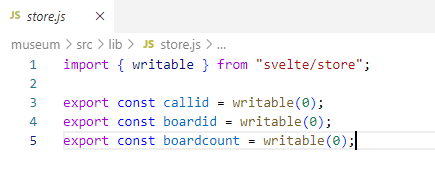 JS store.js ×
museum > src > lib > JS store.js > ...
1 import { writable } from "svelte/store";
2
3 export const callid = writable(0);
4 export const boardid = writable(0);
5 export const boardcount = writable(0);